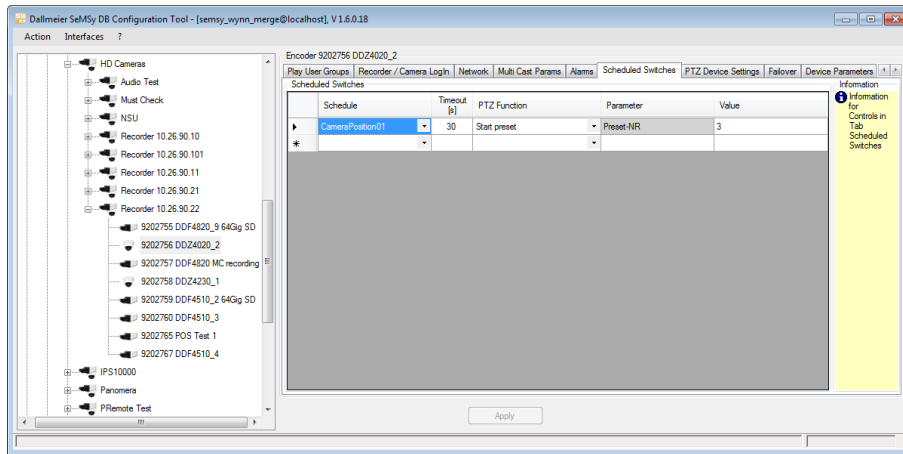 Dallmeier SeMSy DB Configuration Tool - [semsy_wynn_merge@localhost], V 1.6.0.18
Action Interfaces ?
HD Cameras
Audio Test
Must Check
NSU
Recorder 10.26.90.10
Recorder 10.26.90.101
Recorder 10.26.90.11
Recorder 10.26.90.21
Recorder 10.26.90.22
9202755 DDF4820_9 64Gig SD
9202756 DDZ4020_2
9202757 DDF4820 MC recording
9202758 DDZ4230_1
9202759 DDF4510_2 64Gig SD
9202760 DDF4510_3
9202765 POS Test 1
9202767 DDF4510_4
IPS10000
Panomera
PRemote Test
Encoder 9202756 DDZ4020_2
Play User Groups Recorder / Camera LogIn Network Multi Cast Params Alarms Scheduled Switches PTZ Device Settings Failover Device Parameters
Scheduled Switches
Schedule Timeout [s] PTZ Function Parameter Value
CameraPosition01 30 Start preset Preset-NR 3
Apply
Information
Information
for
Controls in
Tab
Scheduled
Switches